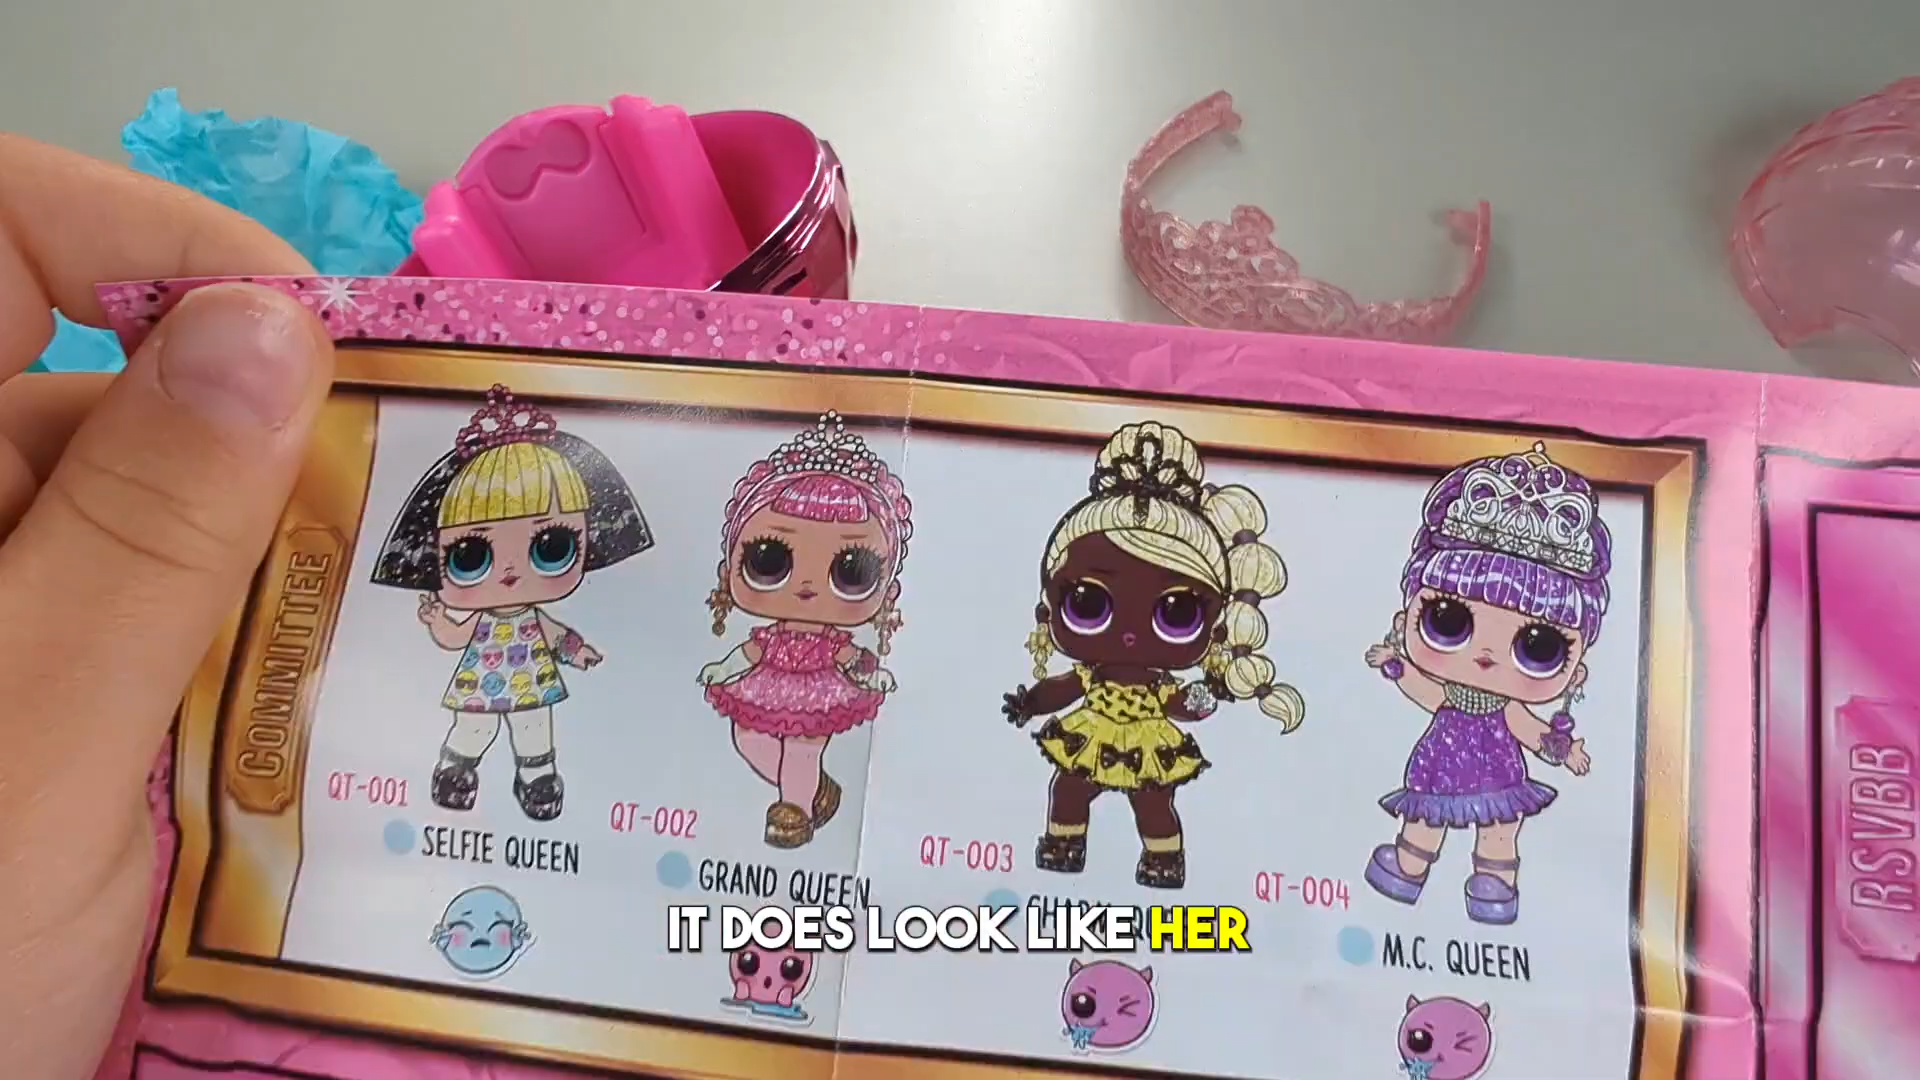 COMMITTEE
QT-001
SELFIE QUEEN
QT-002
GRAND QUEEN
QT-003
QT-004
M.C. QUEEN
RSVBB
IT DOES LOOK LIKE HER